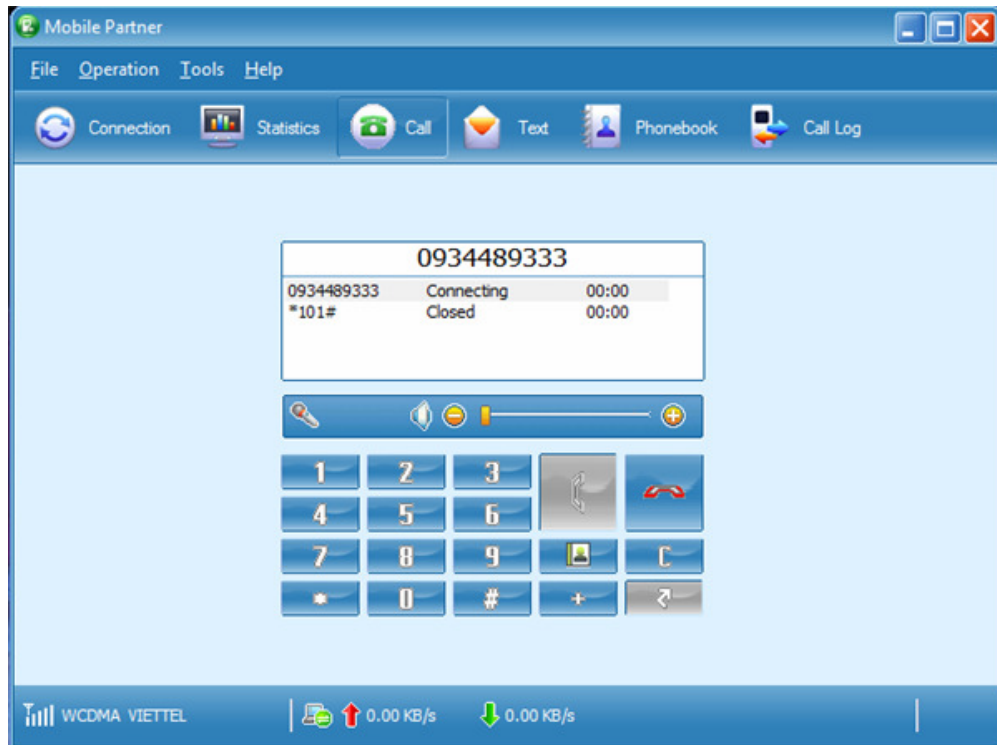 Mobile Partner
File Operation Tools Help
Connection Statistics Call Text Phonebook Call Log
0934489333
0934489333 Connecting 00:00
*101# Closed 00:00
1 2 3
4 5 6
7 8 9 C
* 0 # +
WCDMA VIETTEL 0.00 KB/s 0.00 KB/s